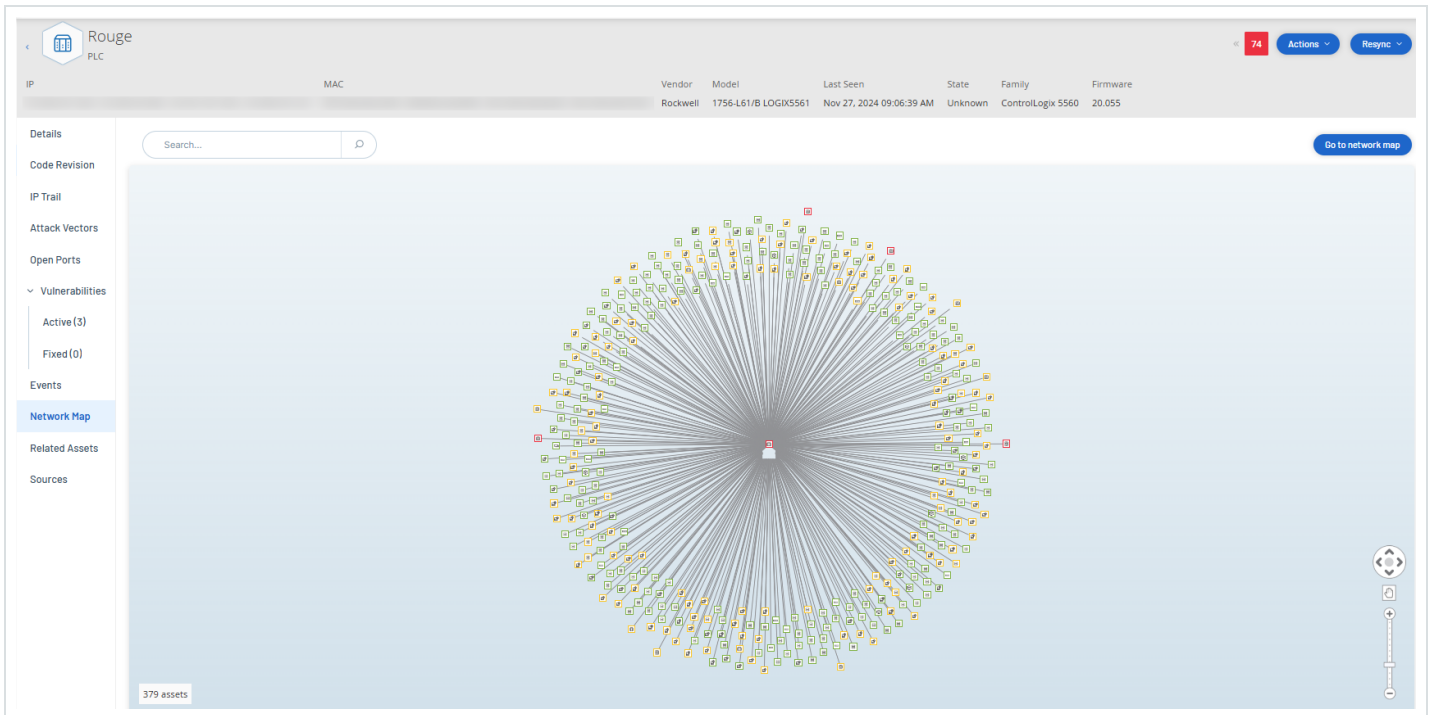 Rouge
PLC
« 74 Actions Resync
IP MAC Vendor Model Last Seen State Family Firmware
Rockwell 1756-L61/B LOGIX5561 Nov 27, 2024 09:06:39 AM Unknown ControlLogix 5560 20.055
Details
Search...
Go to network map
Code Revision
IP Trail
Attack Vectors
Open Ports
Vulnerabilities
Active (3)
Fixed (0)
Events
Network Map
Related Assets
Sources
379 assets